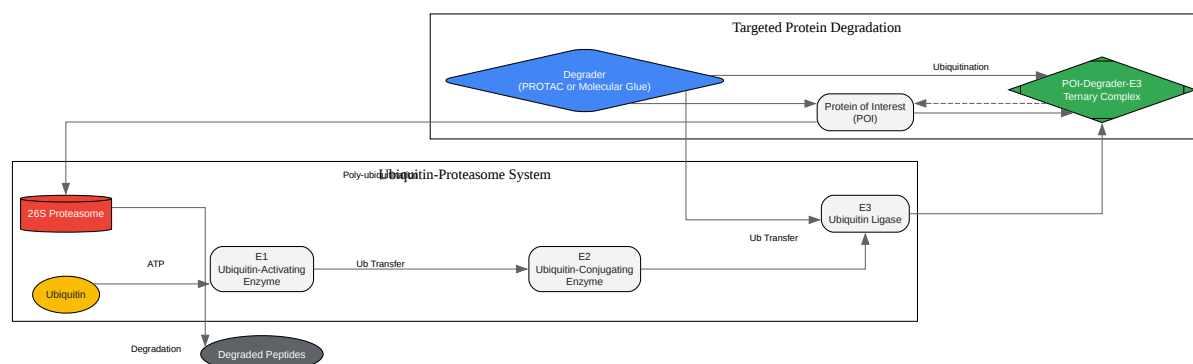 Targeted Protein Degradation
Degrader
(PROTAC or Molecular Glue)
Ubiquitination
POI-Degrader-E3
Ternary Complex
Protein of Interest
(POI)
Poly-ubiquitination
Ubiquitin-Proteasome System
26S Proteasome
E3
Ubiquitin Ligase
Ub Transfer
ATP
E1
Ubiquitin-Activating
Enzyme
Ub Transfer
E2
Ubiquitin-Conjugating
Enzyme
Ubiquitin
Degradation
Degraded Peptides